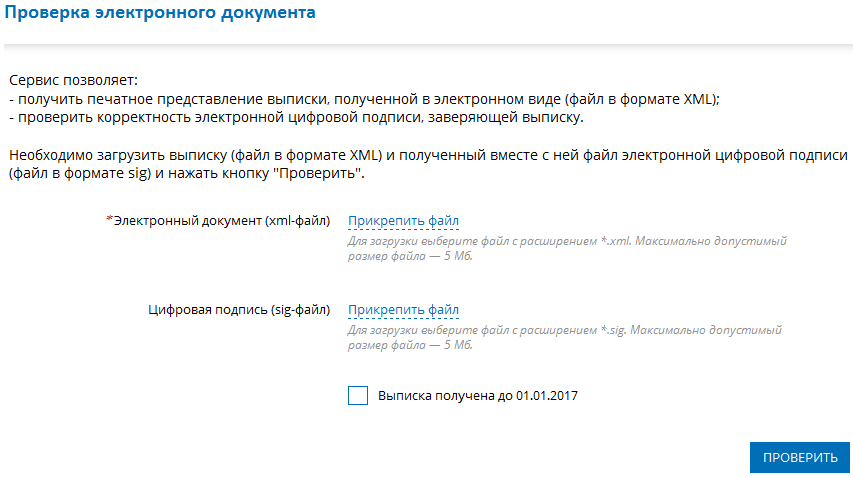 Проверка электронного документа
Сервис позволяет:
- получить печатное представление выписки, полученной в электронном виде (файл в формате XML);
- проверить корректность электронной цифровой подписи, заверяющей выписку.
Необходимо загрузить выписку (файл в формате XML) и полученный вместе с ней файл электронной цифровой подписи
(файл в формате sig) и нажать кнопку "Проверить".
*Электронный документ (xml-файл) Прикрепить файл
Для загрузки выберите файл с расширением *.xml. Максимально допустимый
размер файла — 5 Мб.
Цифровая подпись (sig-файл) Прикрепить файл
Для загрузки выберите файл с расширением *.sig. Максимально допустимый
размер файла — 5 Мб.
Выписка получена до 01.01.2017
ПРОВЕРИТЬ